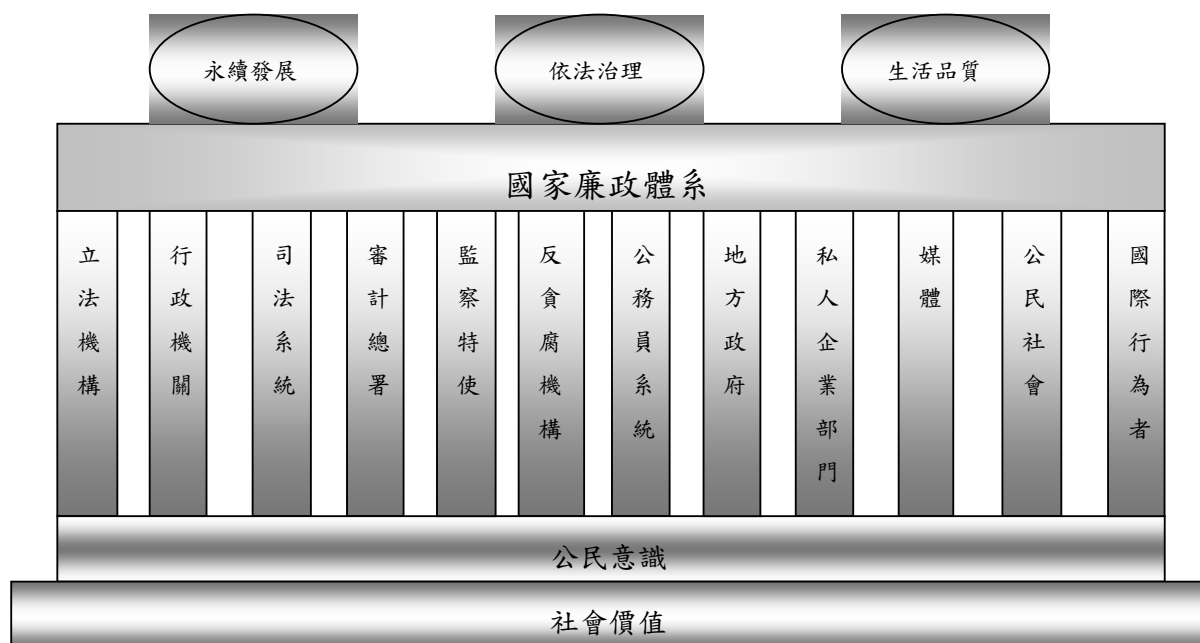 永續發展
依法治理
生活品質
國家廉政體系
立法機構
行政機關
司法系統
審計總署
監察特使
反貪腐機構
公務員系統
地方政府
私人企業部門
媒體
公民社會
國際行為者
公民意識
社會價值